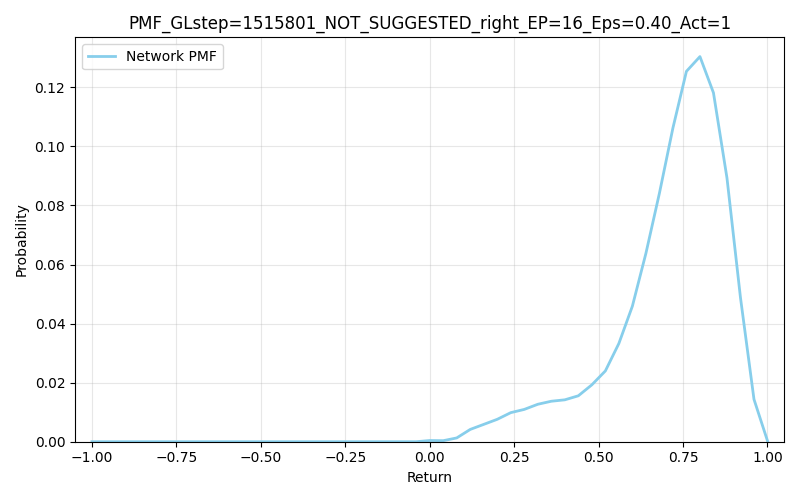 PMF_GLstep=1515801_NOT_SUGGESTED_right_EP=16_Eps=0.40_Act=1
Network PMF
0.12
0.10
0.08
0.06
0.04
0.02
0.00
Probability
−1.00 −0.75 −0.50 −0.25 0.00 0.25 0.50 0.75 1.00
Return